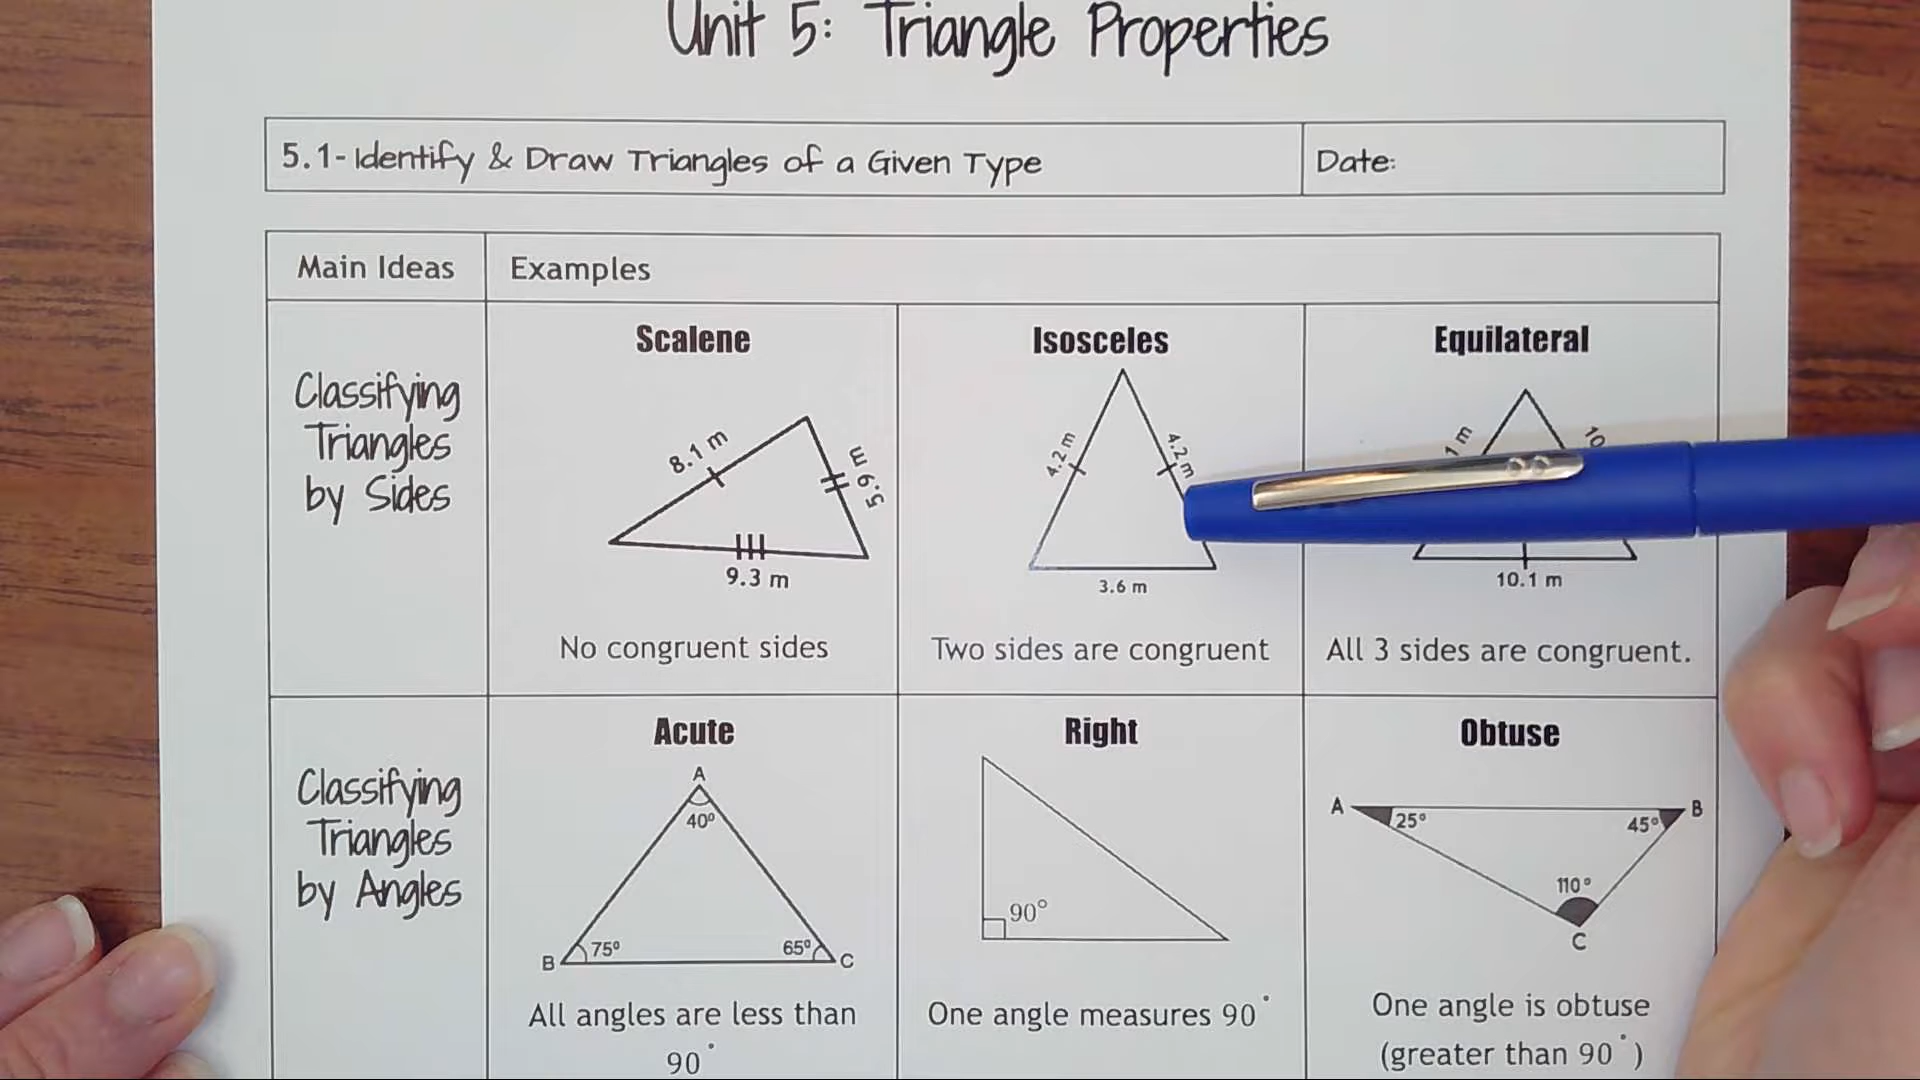 Unit 5: Triangle Properties
5.1- Identify & Draw Triangles of a Given Type
Date:
Main Ideas
Examples
Classifying
Triangles
by Sides
Scalene
8.1 m
5.9 m
9.3 m
No congruent sides
Isosceles
4.2 m
4.2 m
3.6 m
Two sides are congruent
Equilateral
1 m
10
10.1 m
All 3 sides are congruent.
Classifying
Triangles
by Angles
Acute
A
40°
B
75°
65°
C
All angles are less than
90°
Right
90°
One angle measures 90°
Obtuse
A
25°
45°
B
110°
C
One angle is obtuse
(greater than 90°)